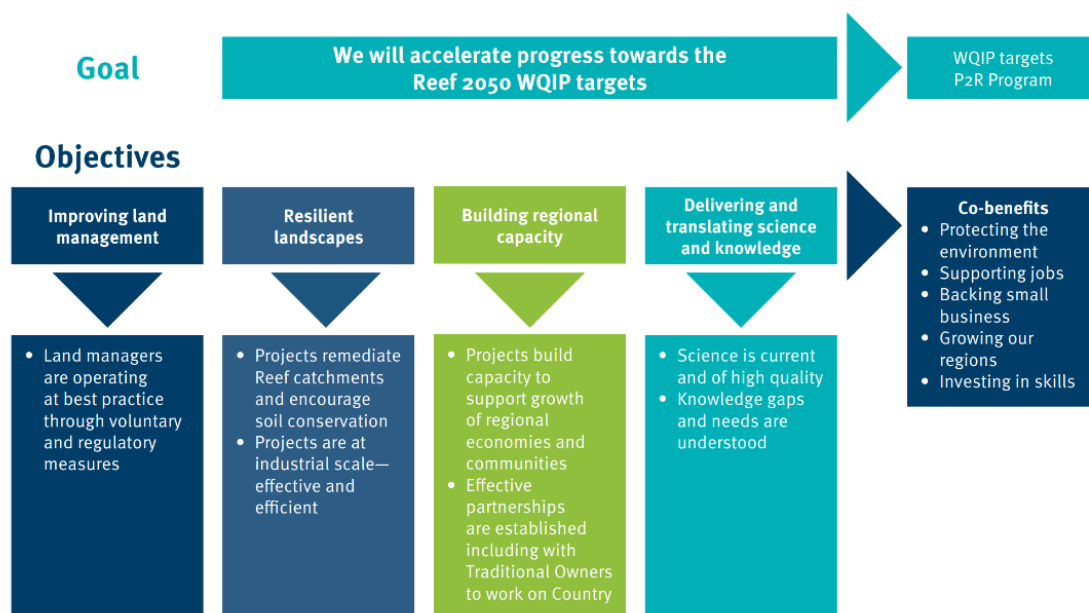 Goal
We will accelerate progress towards the
Reef 2050 WQIP targets
WQIP targets
P2R Program
Objectives
Improving land
management
• Land managers
are operating
at best practice
through voluntary
and regulatory
measures
Resilient
landscapes
• Projects remediate
Reef catchments
and encourage
soil conservation
• Projects are at
industrial scale—
effective and
efficient
Building regional
capacity
• Projects build
capacity to
support growth
of regional
economies and
communities
• Effective
partnerships
are established
including with
Traditional Owners
to work on Country
Delivering and
translating science
and knowledge
• Science is current
and of high quality
• Knowledge gaps
and needs are
understood
Co-benefits
• Protecting the
environment
• Supporting jobs
• Backing small
business
• Growing our
regions
• Investing in skills